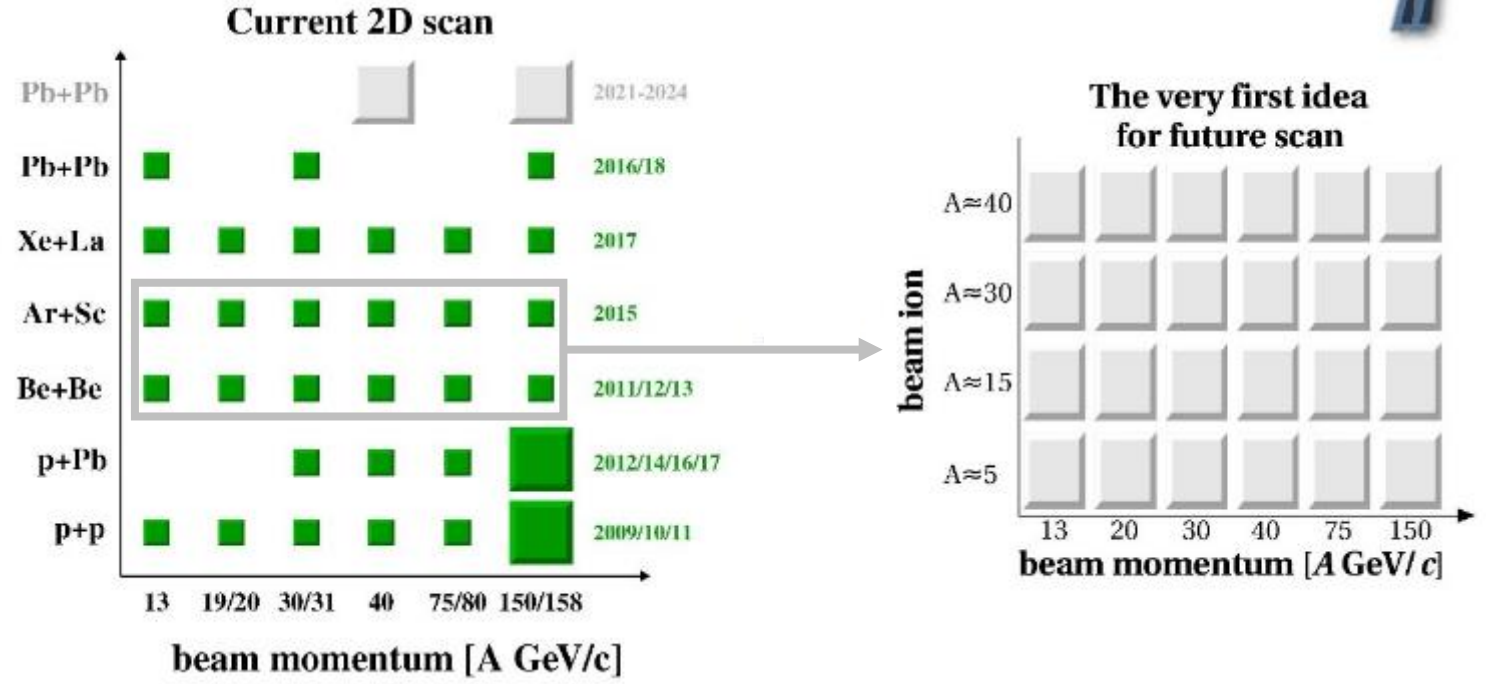 Current 2D scan
Pb+Pb 2021-2024
Pb+Pb 2016/18
Xe+La 2017
Ar+Sc 2015
Be+Be 2011/12/13
p+Pb 2012/14/16/17
p+p 2009/10/11
13 19/20 30/31 40 75/80 150/158
beam momentum [A GeV/c]
The very first idea
for future scan
beam ion
A≈40
A≈30
A≈15
A≈5
13 20 30 40 75 150
beam momentum [A GeV/c]